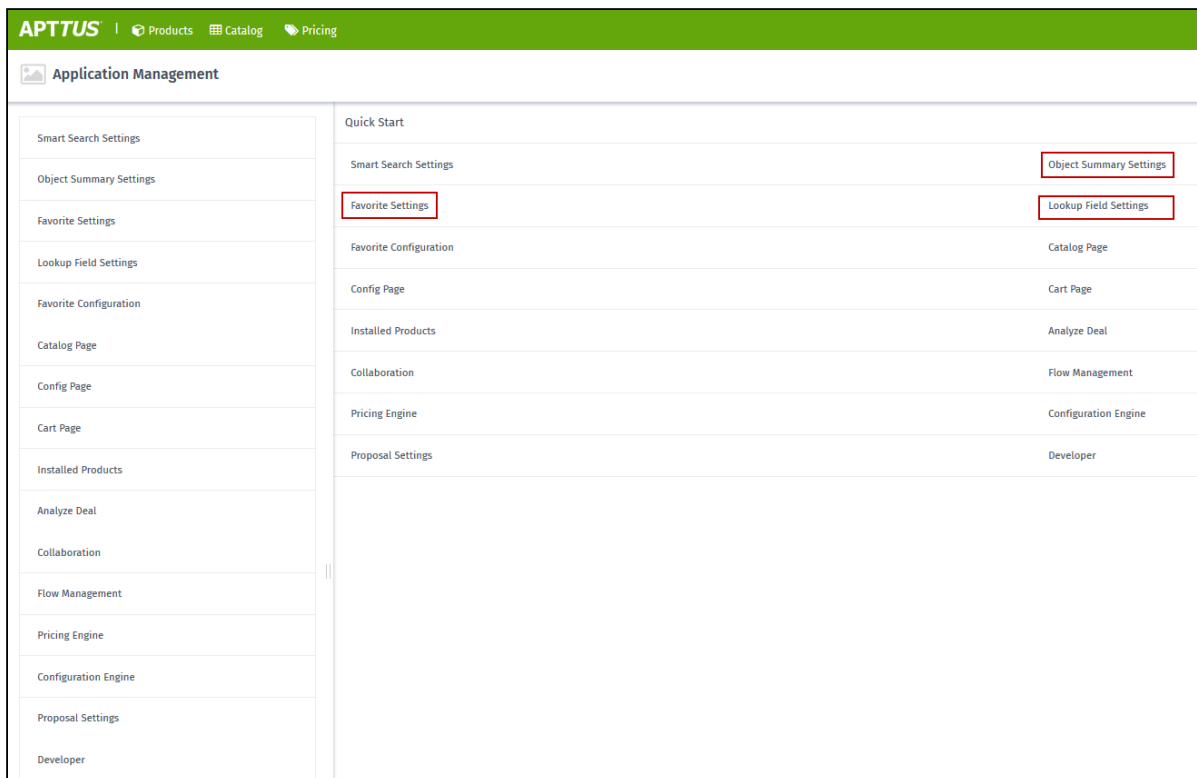 APTTUS | Products Catalog Pricing
Application Management
Smart Search Settings
Object Summary Settings
Favorite Settings
Lookup Field Settings
Favorite Configuration
Catalog Page
Config Page
Cart Page
Installed Products
Analyze Deal
Collaboration
Flow Management
Pricing Engine
Configuration Engine
Proposal Settings
Developer
Quick Start
Smart Search Settings Object Summary Settings
Favorite Settings Lookup Field Settings
Favorite Configuration Catalog Page
Config Page Cart Page
Installed Products Analyze Deal
Collaboration Flow Management
Pricing Engine Configuration Engine
Proposal Settings Developer